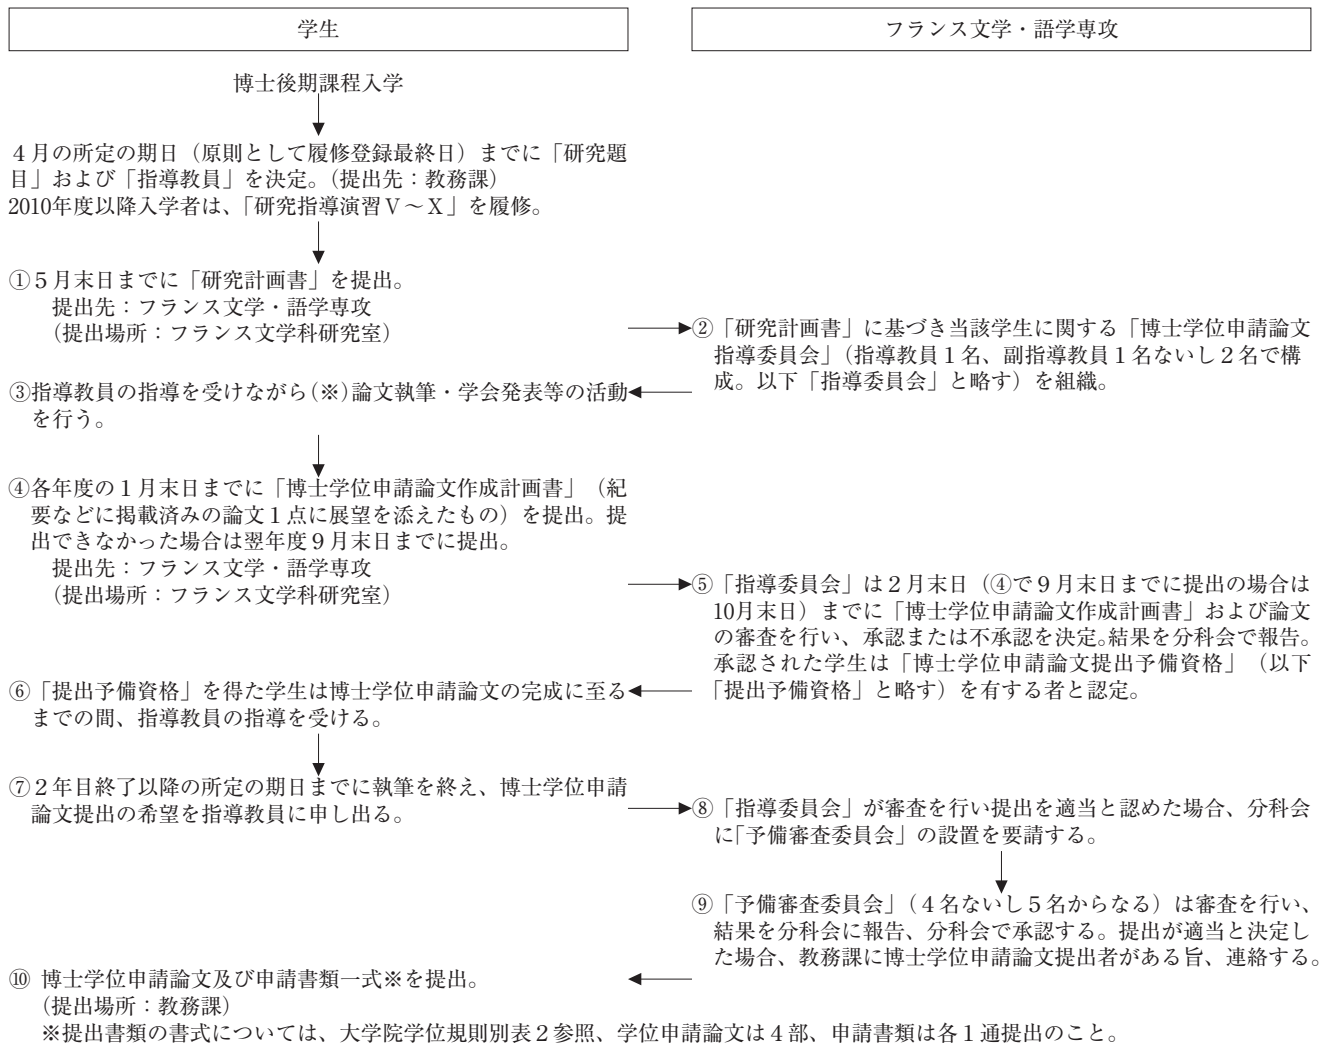 学生
フランス文学・語学専攻
博士後期課程入学
４月の所定の期日（原則として履修登録最終日）までに「研究題
目」および「指導教員」を決定。（提出先：教務課）
2010年度以降入学者は、「研究指導演習Ⅴ～Ⅹ」を履修。
①５月末日までに「研究計画書」を提出。
提出先：フランス文学・語学専攻
（提出場所：フランス文学科研究室）
②「研究計画書」に基づき当該学生に関する「博士学位申請論文
指導委員会」（指導教員１名、副指導教員１名ないし２名で構
成。以下「指導委員会」と略す）を組織。
③指導教員の指導を受けながら（※）論文執筆・学会発表等の活動
を行う。
④各年度の１月末日までに「博士学位申請論文作成計画書」（紀
要などに掲載済みの論文１点に展望を添えたもの）を提出。提
出できなかった場合は翌年度９月末日までに提出。
提出先：フランス文学・語学専攻
（提出場所：フランス文学科研究室）
⑤「指導委員会」は２月末日（④で９月末日までに提出の場合は
10月末日）までに「博士学位申請論文作成計画書」および論文
の審査を行い、承認または不承認を決定。結果を分科会で報告。
承認された学生は「博士学位申請論文提出予備資格」（以下
「提出予備資格」と略す）を有する者と認定。
⑥「提出予備資格」を得た学生は博士学位申請論文の完成に至る
までの間、指導教員の指導を受ける。
⑦２年目終了以降の所定の期日までに執筆を終え、博士学位申請
論文提出の希望を指導教員に申し出る。
⑧「指導委員会」が審査を行い提出を適当と認めた場合、分科会
に「予備審査委員会」の設置を要請する。
⑨「予備審査委員会」（４名ないし５名からなる）は審査を行い、
結果を分科会に報告、分科会で承認する。提出が適当と決定し
た場合、教務課に博士学位申請論文提出者がある旨、連絡する。
⑩ 博士学位申請論文及び申請書類一式※を提出。
（提出場所：教務課）
※提出書類の書式については、大学院学位規則別表２参照、学位申請論文は４部、申請書類は各１通提出のこと。